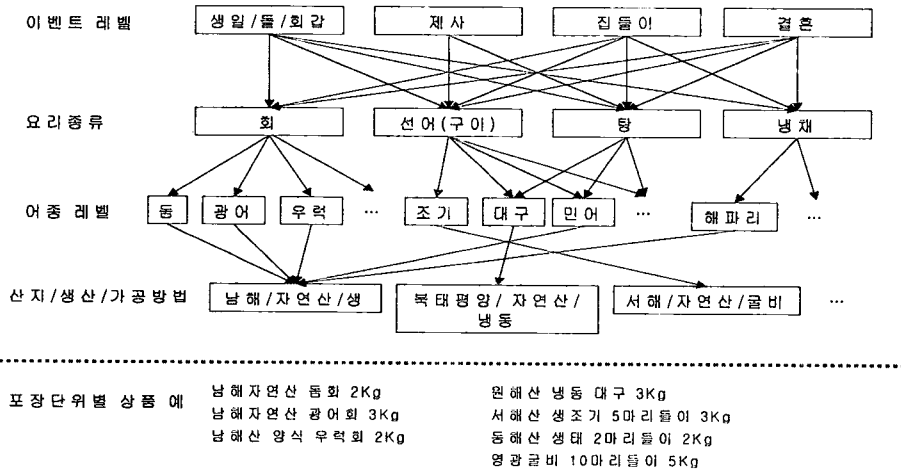 이벤트 레벨
생일/돌/회갑
제사
집들이
결혼
요리종류
회
선어(구이)
탕
냉채
어종 레벨
돔
광어
우럭
...
조기
대구
민어
...
해파리
...
산지/생산/가공방법
남해/자연산/생
북태평양/ 자연산/
냉동
서해/자연산/굴비
...
포장단위별 상품 예
남해자연산 돔회 2Kg
남해자연산 광어회 3Kg
남해산 양식 우럭회 2Kg
원해산 냉동 대구 3Kg
서해산 생조기 5마리들이 3Kg
동해산 생태 2마리들이 2Kg
영광굴비 10마리들이 5Kg